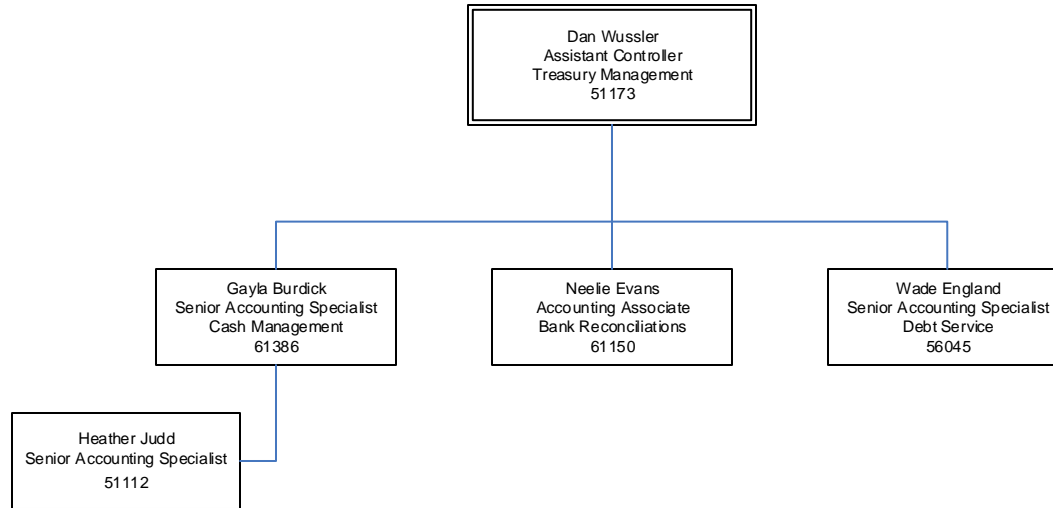 Dan Wussler
Assistant Controller
Treasury Management
51173
Gayla Burdick
Senior Accounting Specialist
Cash Management
61386
Neelie Evans
Accounting Associate
Bank Reconciliations
61150
Wade England
Senior Accounting Specialist
Debt Service
56045
Heather Judd
Senior Accounting Specialist
51112